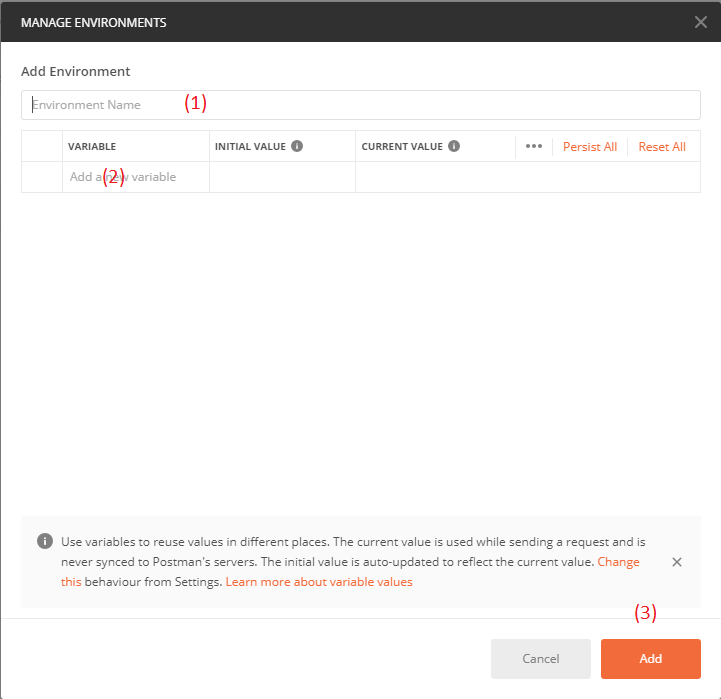 MANAGE ENVIRONMENTS
Add Environment
Environment Name (1)
VARIABLE INITIAL VALUE CURRENT VALUE Persist All Reset All
Add a new variable (2)
Use variables to reuse values in different places. The current value is used while sending a request and is
never synced to Postman's servers. The initial value is auto-updated to reflect the current value. Change
this behaviour from Settings. Learn more about variable values
(3)
Cancel Add